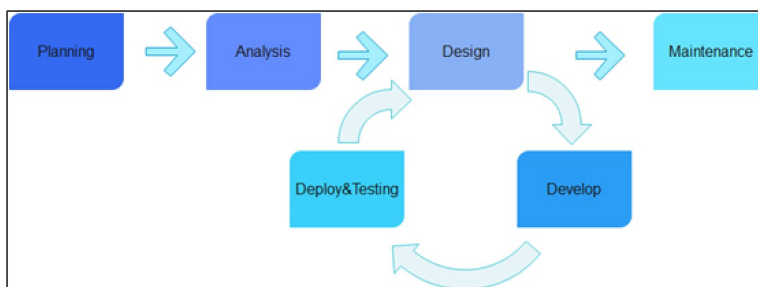 Planning
Analysis
Design
Maintenance
Deploy&Testing
Develop